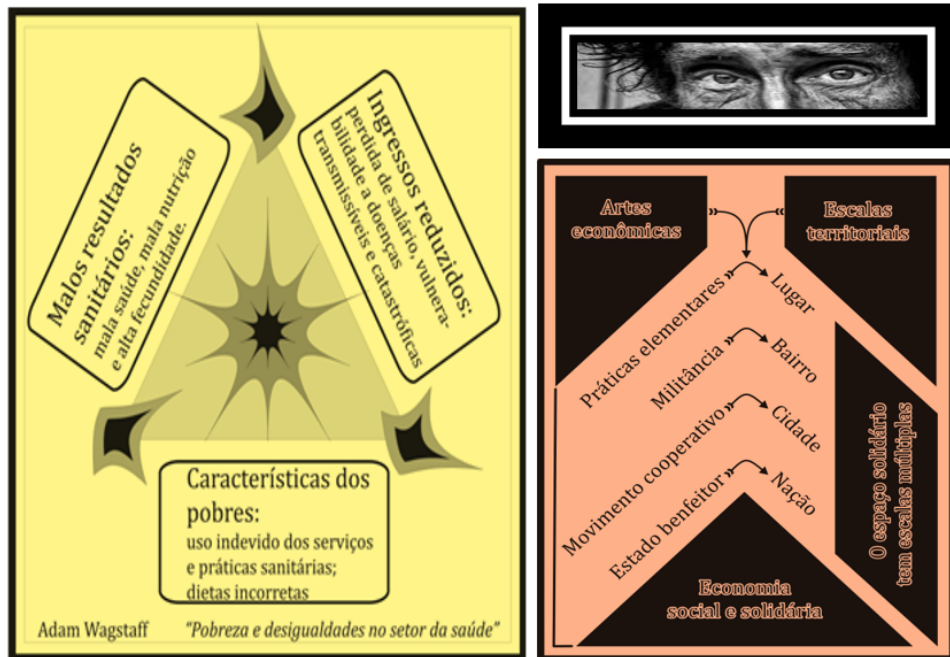 Malos resultados
sanitários:
mala saúde, mala nutrição
e alta fecundidade.
Ingressos reduzidos:
perdida de salário, vulnera-
bilidade a doenças
transmissíveis e catastróficas
Características dos
pobres:
uso indevido dos serviços
e práticas sanitárias;
dietas incorretas
Adam Wagstaff "Pobreza e desigualdades no setor da saúde"
Artes
econômicas
Escalas
territoriais
Práticas elementares Lugar
Militância Bairro
Movimento cooperativo Cidade
Estado benfeitor Nação
O espaço solidário
tem escalas múltiplas
Economia
social e solidária